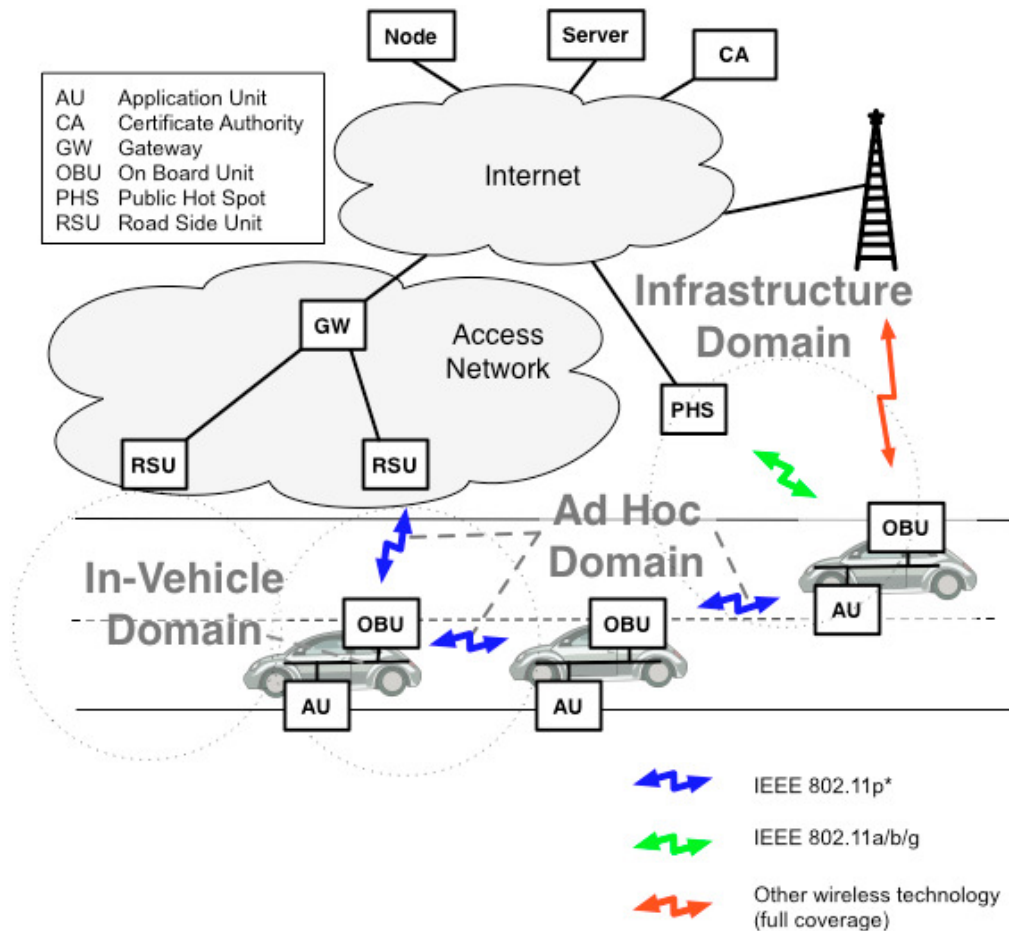 Node
Server
CA
AU Application Unit
CA Certificate Authority
GW Gateway
OBU On Board Unit
PHS Public Hot Spot
RSU Road Side Unit
Internet
Infrastructure
Domain
GW
Access
Network
PHS
RSU
RSU
Ad Hoc
Domain
OBU
In-Vehicle
Domain
OBU
OBU
AU
AU
AU
IEEE 802.11p*
IEEE 802.11a/b/g
Other wireless technology
(full coverage)